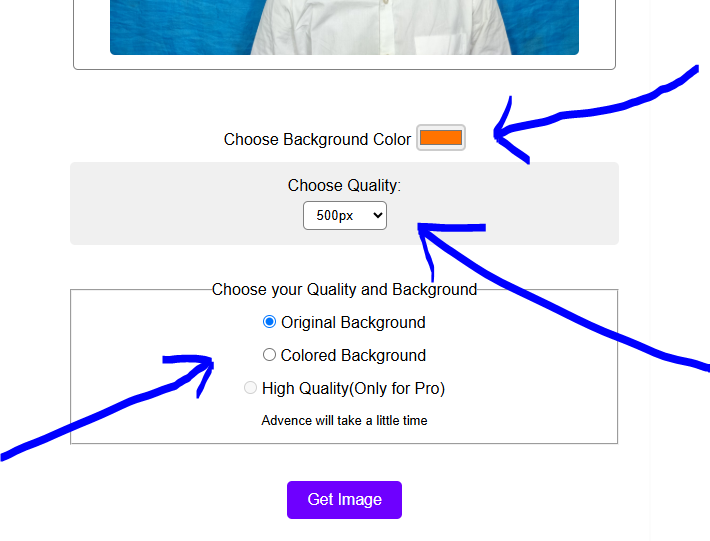 Choose Background Color
Choose Quality:
500px
Choose your Quality and Background
Original Background
Colored Background
High Quality(Only for Pro)
Advence will take a little time
Get Image